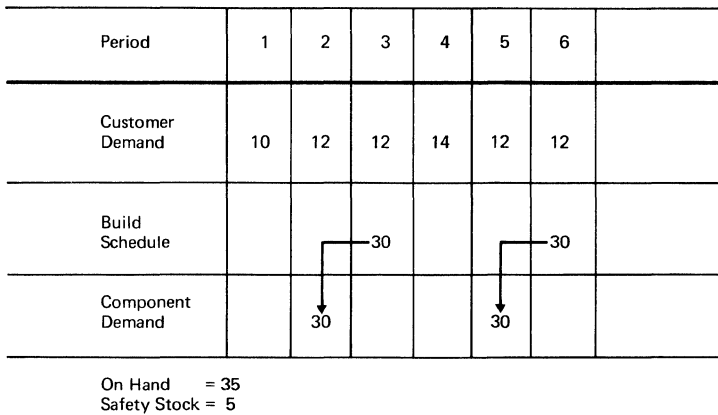 Period 1 2 3 4 5 6
Customer
Demand 10 12 12 14 12 12
Build
Schedule 30 30
Component
Demand 30 30
On Hand = 35
Safety Stock = 5